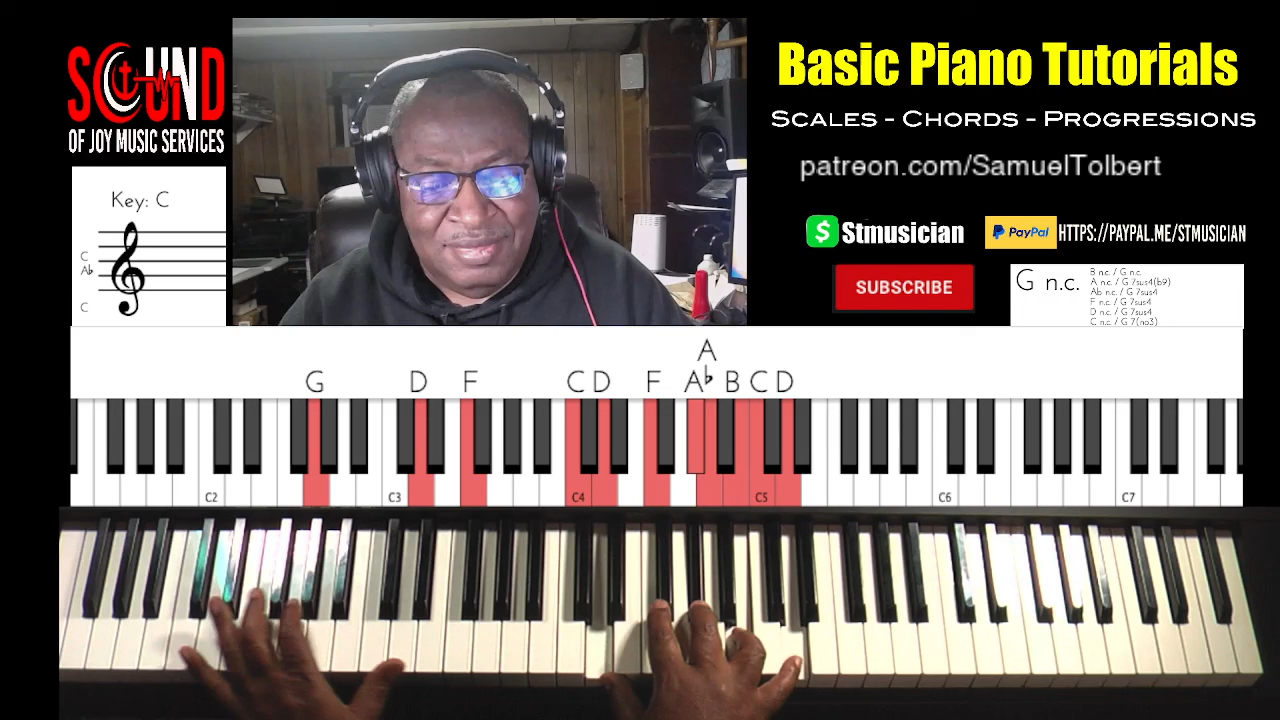 SOUND
OF JOY MUSIC SERVICES
Basic Piano Tutorials
Scales - Chords - Progressions
patreon.com/SamuelTolbert
$ Stmusician
PayPal HTTPS://PAYPAL.ME/STMUSICIAN
SUBSCRIBE
Key: C
C
A♭
C
G n.c.
B n.c. / G n.c.
A n.c. / G 7sus4(b9)
Ab n.c. / G 7sus4
F n.c. / G 7sus4
D n.c. / G 7sus4
C n.c. / G 7(no3)
A
G D F C D F A♭ B C D
C2 C3 C4 C5 C6 C7